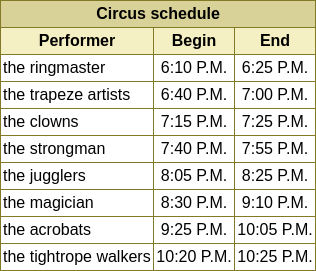 Circus schedule
Performer Begin End
the ringmaster 6:10 P.M. 6:25 P.M.
the trapeze artists 6:40 P.M. 7:00 P.M.
the clowns 7:15 P.M. 7:25 P.M.
the strongman 7:40 P.M. 7:55 P.M.
the jugglers 8:05 P.M. 8:25 P.M.
the magician 8:30 P.M. 9:10 P.M.
the acrobats 9:25 P.M. 10:05 P.M.
the tightrope walkers 10:20 P.M. 10:25 P.M.